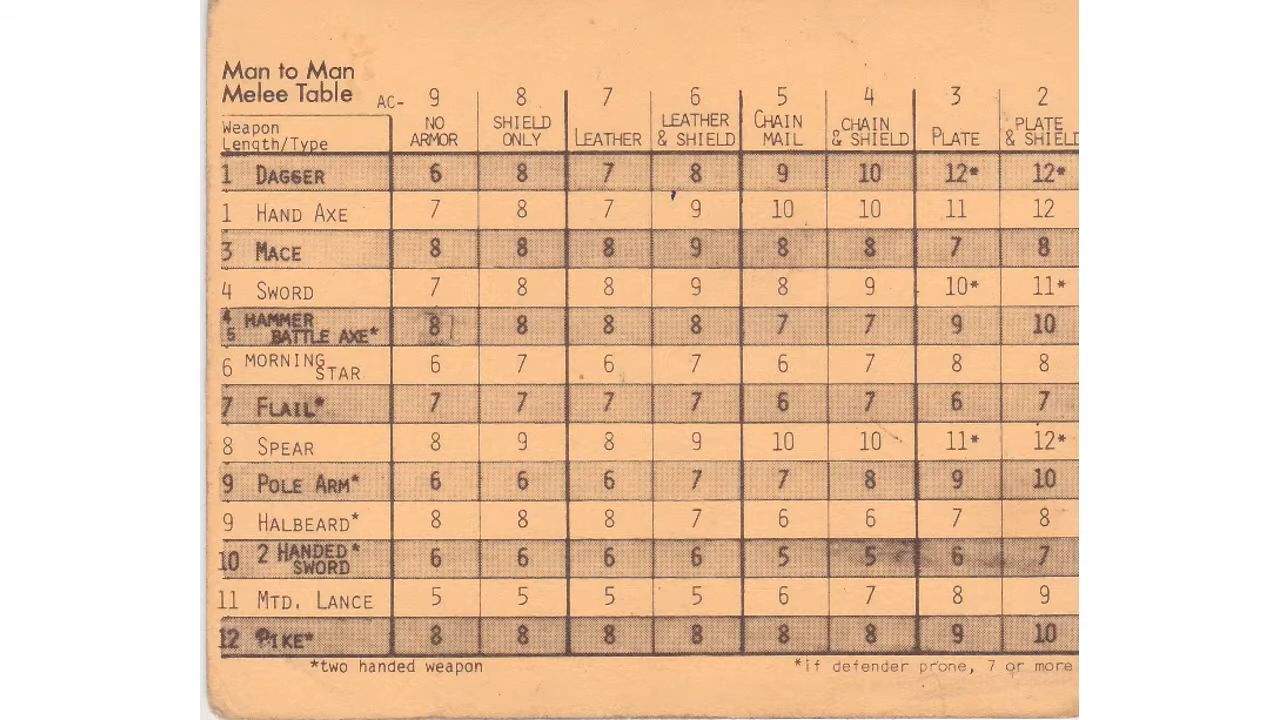 Man to Man
Melee Table AC- 9 8 7 6 5 4 3 2
Weapon Length/Type NO ARMOR SHIELD ONLY LEATHER LEATHER & SHIELD CHAIN MAIL CHAIN & SHIELD PLATE PLATE & SHIELD
1 DAGGER 6 8 7 8 9 10 12* 12*
1 HAND AXE 7 8 7 9 10 10 11 12
3 MACE 8 8 8 9 8 8 7 8
4 SWORD 7 8 8 9 8 9 10* 11*
4 HAMMER
5 BATTLE AXE* 8 8 8 8 7 7 9 10
6 MORNING STAR 6 7 6 7 6 7 8 8
7 FLAIL* 7 7 7 7 6 7 6 7
8 SPEAR 8 9 8 9 10 10 11* 12*
9 POLE ARM* 6 6 6 7 7 8 9 10
9 HALBEARD* 8 8 8 7 6 6 7 8
10 2 HANDED* SWORD 6 6 6 6 5 5 6 7
11 MTD. LANCE 5 5 5 5 6 7 8 9
12 PIKE* 8 8 8 8 8 8 9 10
*two handed weapon *if defender prone, 7 or more